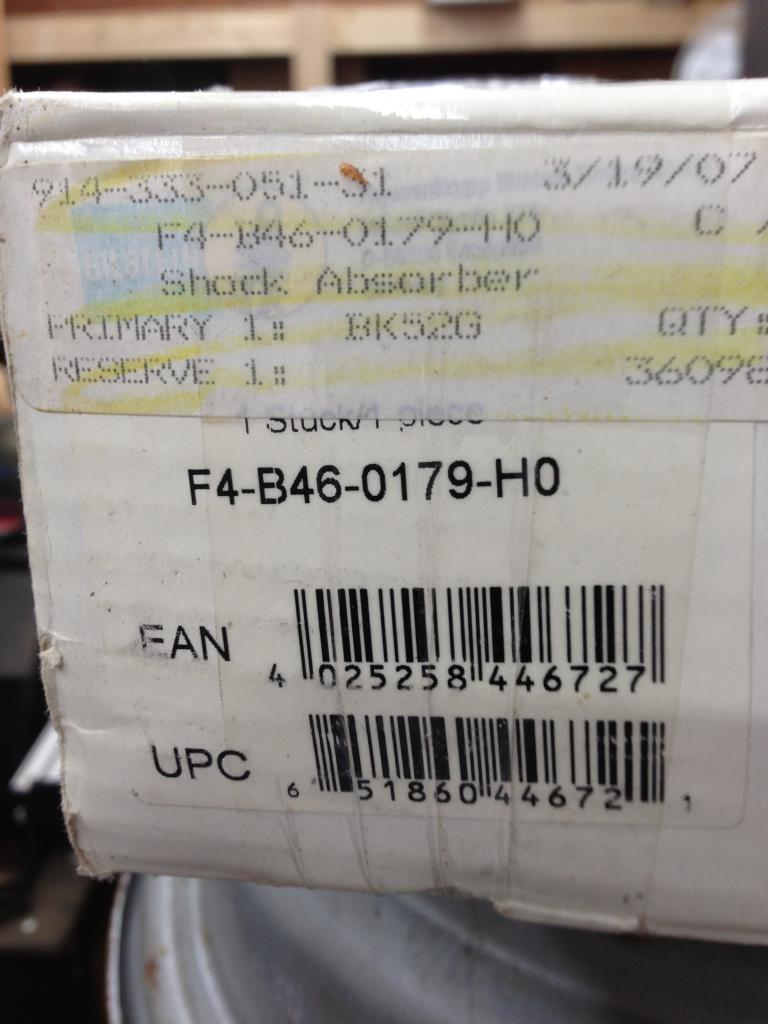 914-333-051-31 3/19/07
F4-B46-0179-H0 C
Shock Absorber
PRIMARY 1: BK52G QTY:
RESERVE 1: 36098
1 Stück/1 piece
F4-B46-0179-H0
EAN
4 025258 446727
UPC
6 51860 44672 1